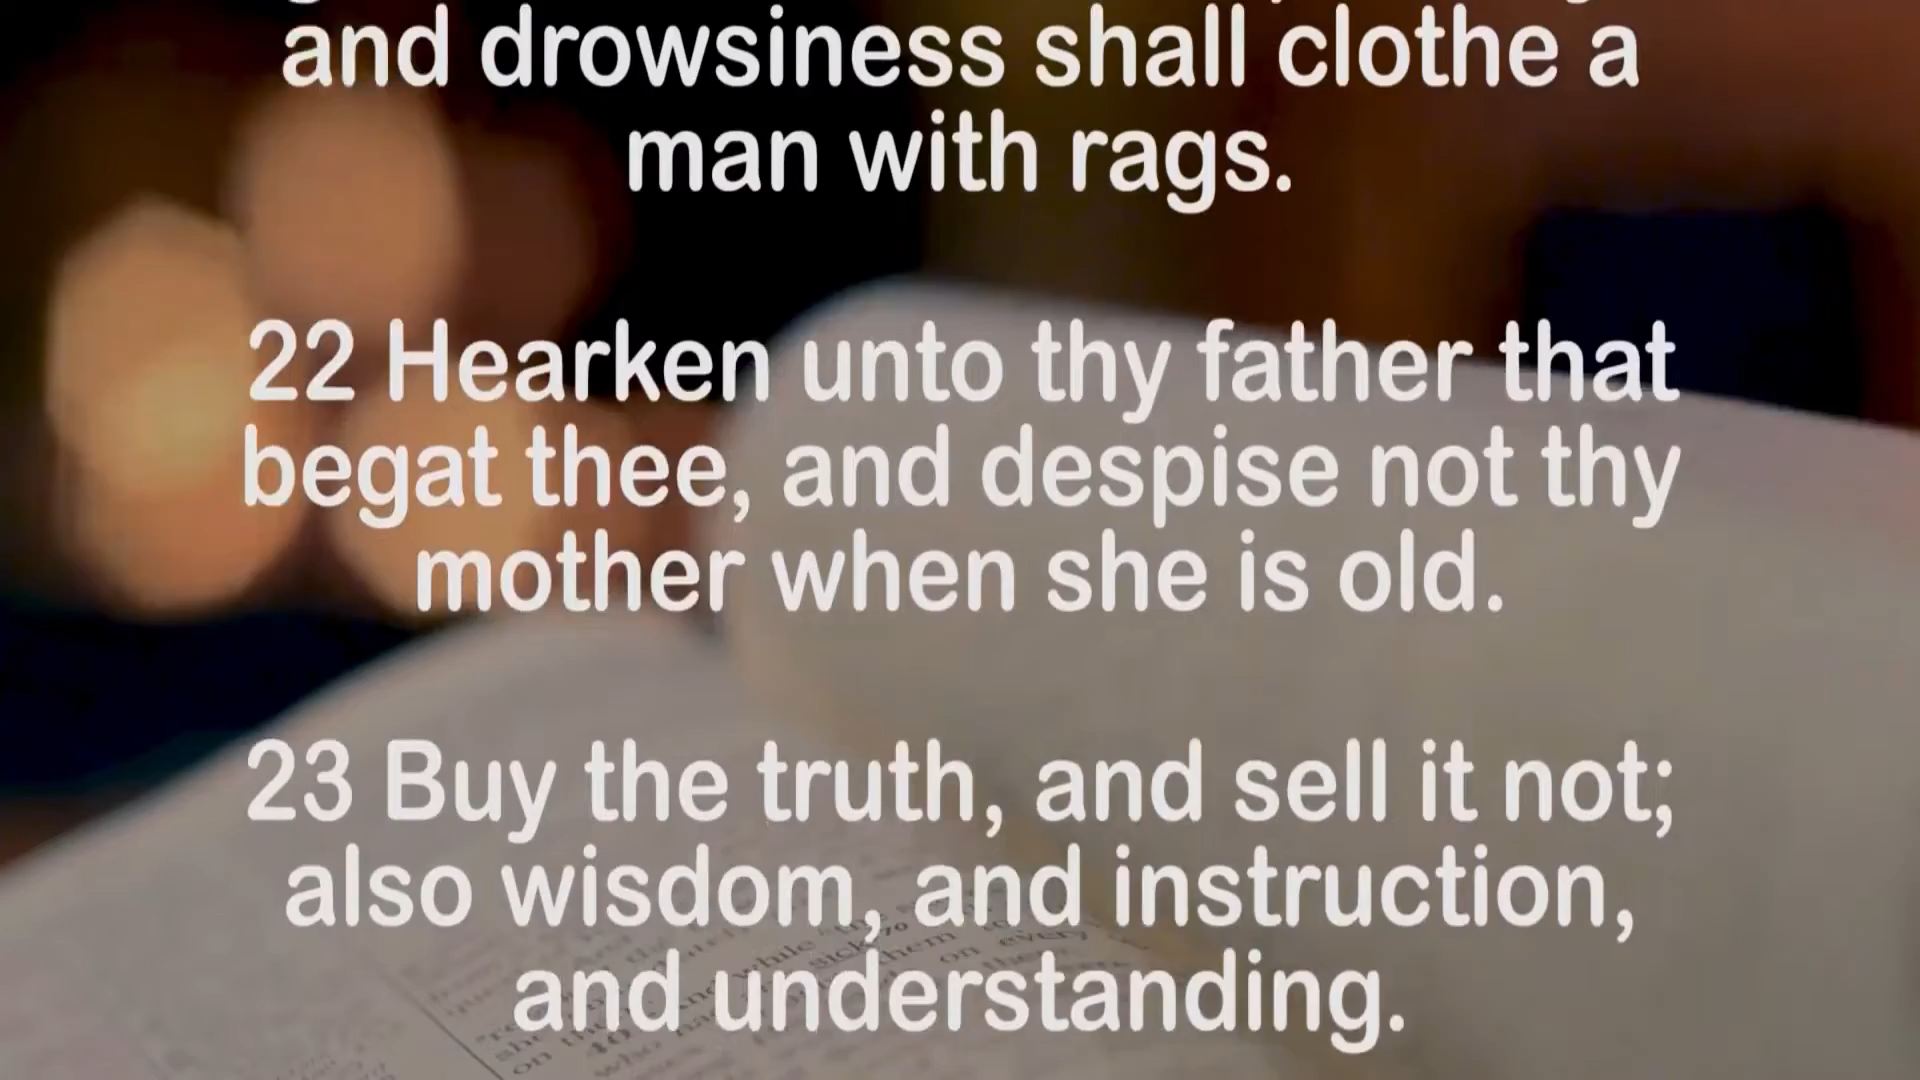 and drowsiness shall clothe a
man with rags.
22 Hearken unto thy father that
begat thee, and despise not thy
mother when she is old.
23 Buy the truth, and sell it not;
also wisdom, and instruction,
and understanding.